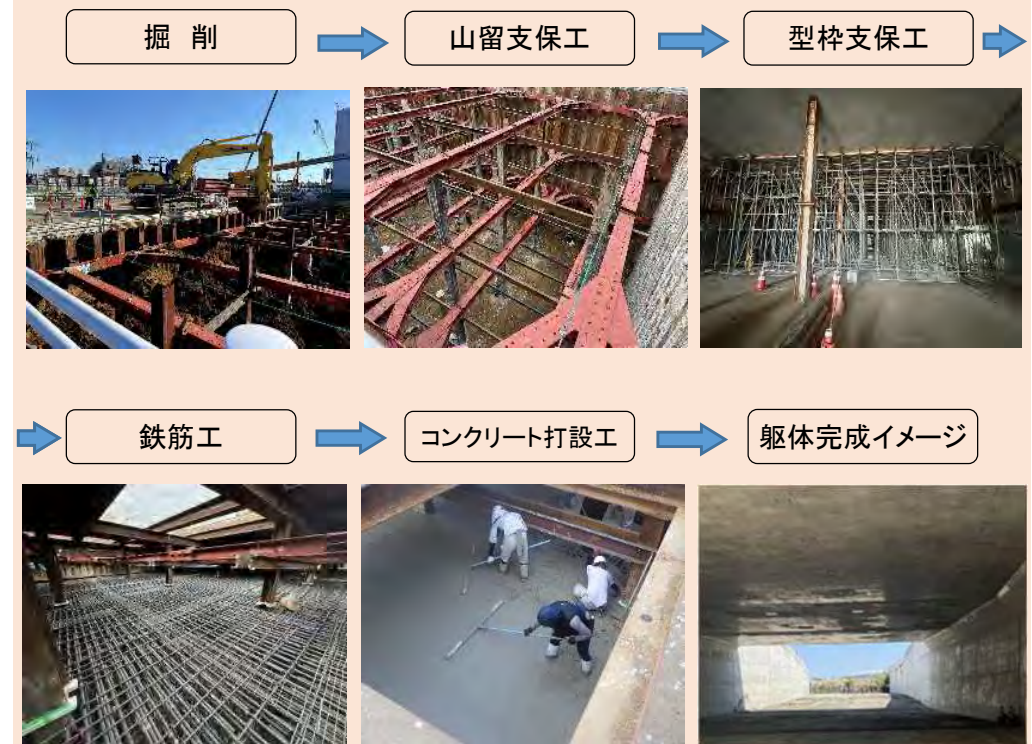 掘 削
山留支保工
型枠支保工
鉄筋工
コンクリート打設工
躯体完成イメージ